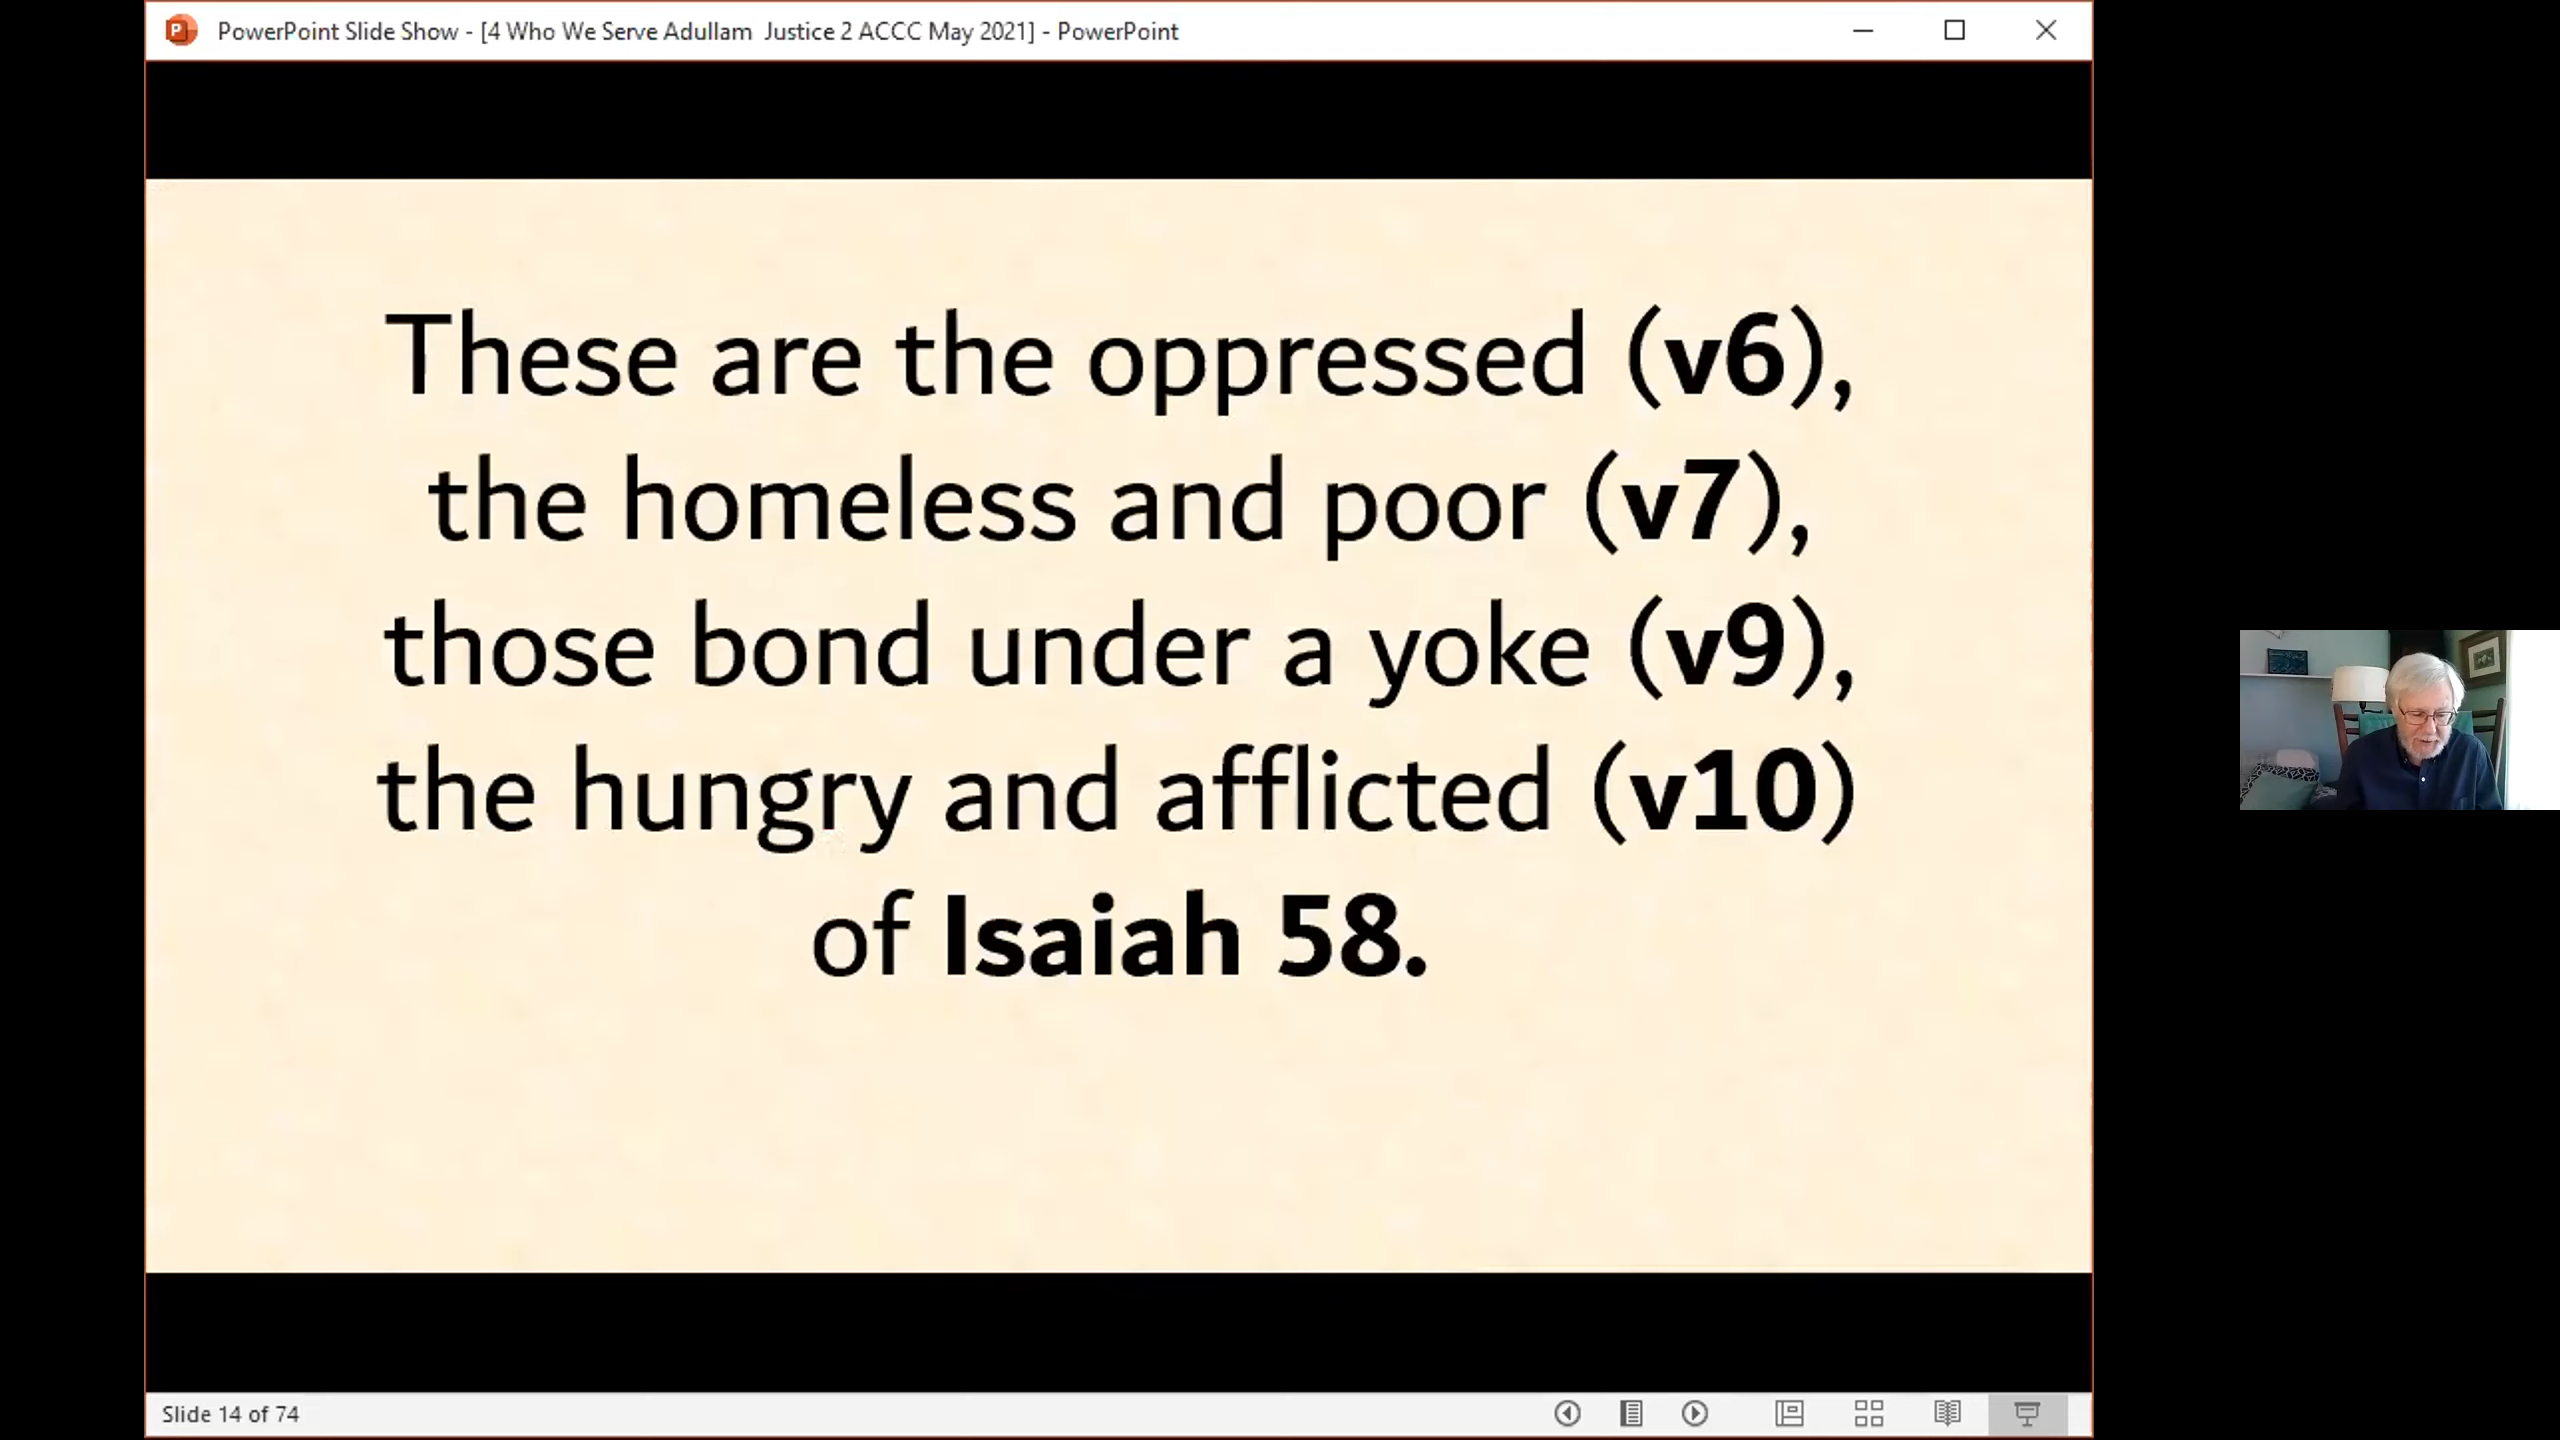 PowerPoint Slide Show - [4 Who We Serve Adullam  Justice 2 ACCC May 2021] - PowerPoint
These are the oppressed (v6),
the homeless and poor (v7),
those bond under a yoke (v9),
the hungry and afflicted (v10)
of Isaiah 58.
Slide 14 of 74